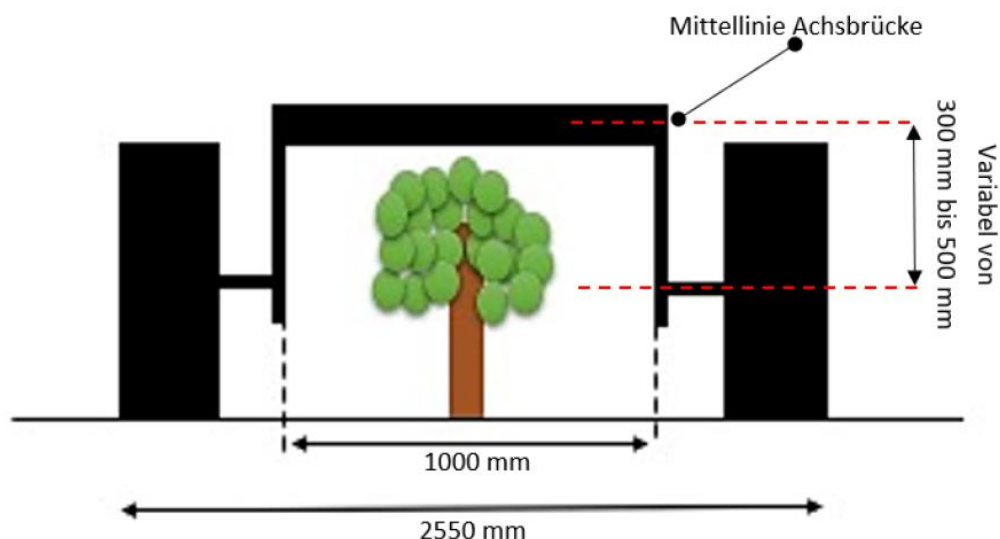 Mittellinie Achsbrücke
Variabel von
300 mm bis 500 mm
1000 mm
2550 mm